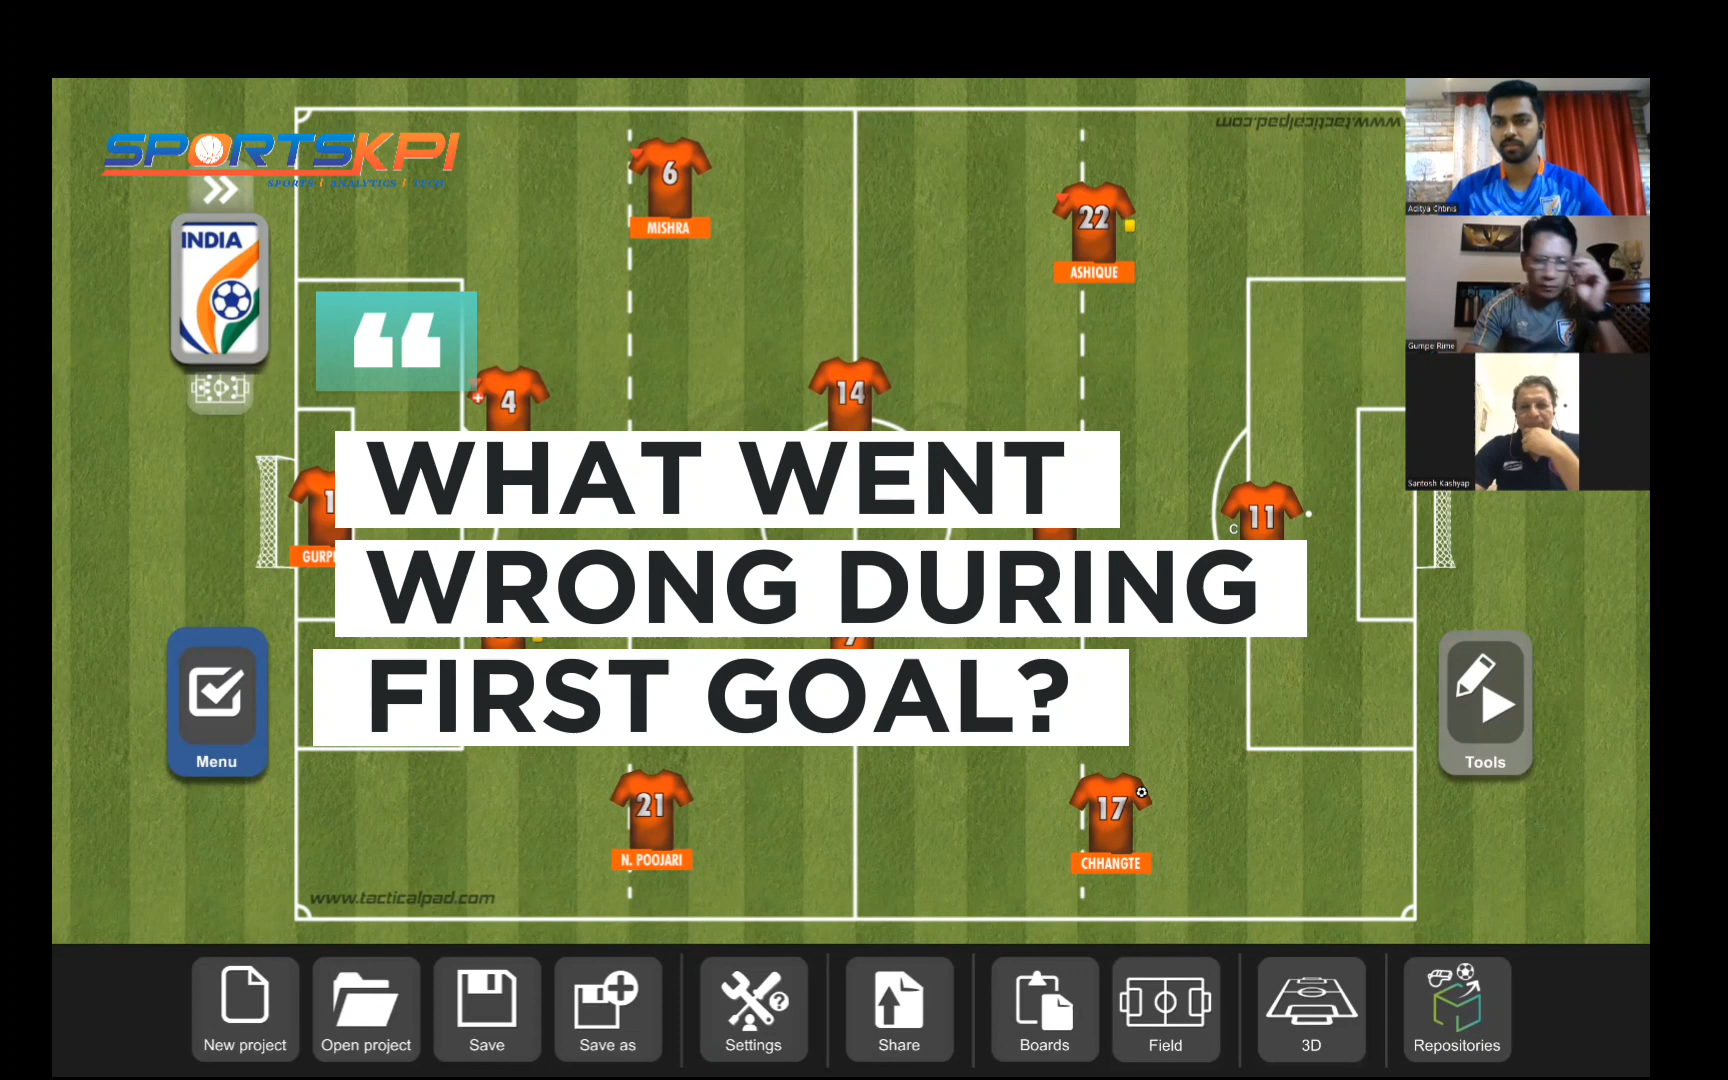 SPORTSKPI
SPORTS / ANALYTICS / TECH
INDIA
www.tacticalpad.com
6
MISHRA
22
ASHIQUE
Aditya Chtinis
Gumpe Rime
Santosh Kashyap
4
14
“
WHAT WENT
WRONG DURING
FIRST GOAL?
11
C
21
N. POOJARI
17
CHHANGTE
Menu
Tools
www.tacticalpad.com
New project
Open project
Save
Save as
Settings
Share
Boards
Field
3D
Repositories